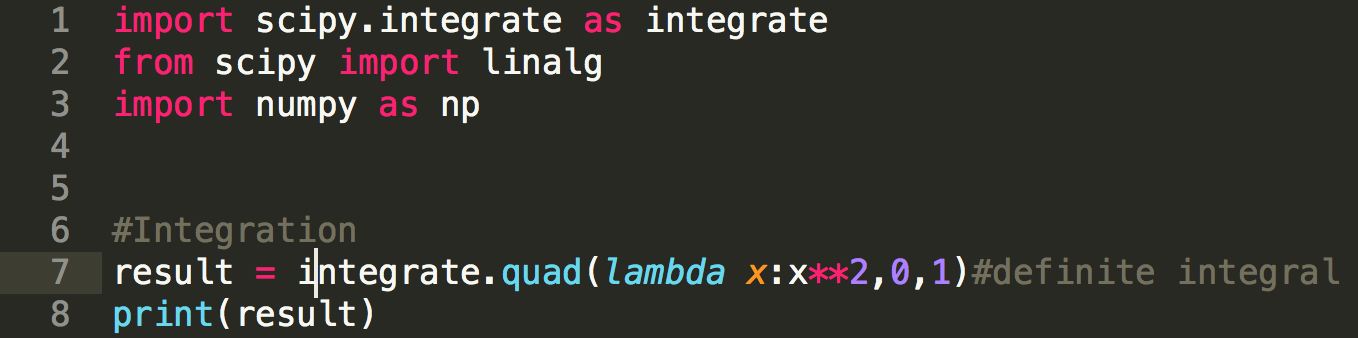 1 import scipy.integrate as integrate
2 from scipy import linalg
3 import numpy as np
4
5
6 #Integration
7 result = integrate.quad(lambda x:x**2,0,1)#definite integral
8 print(result)